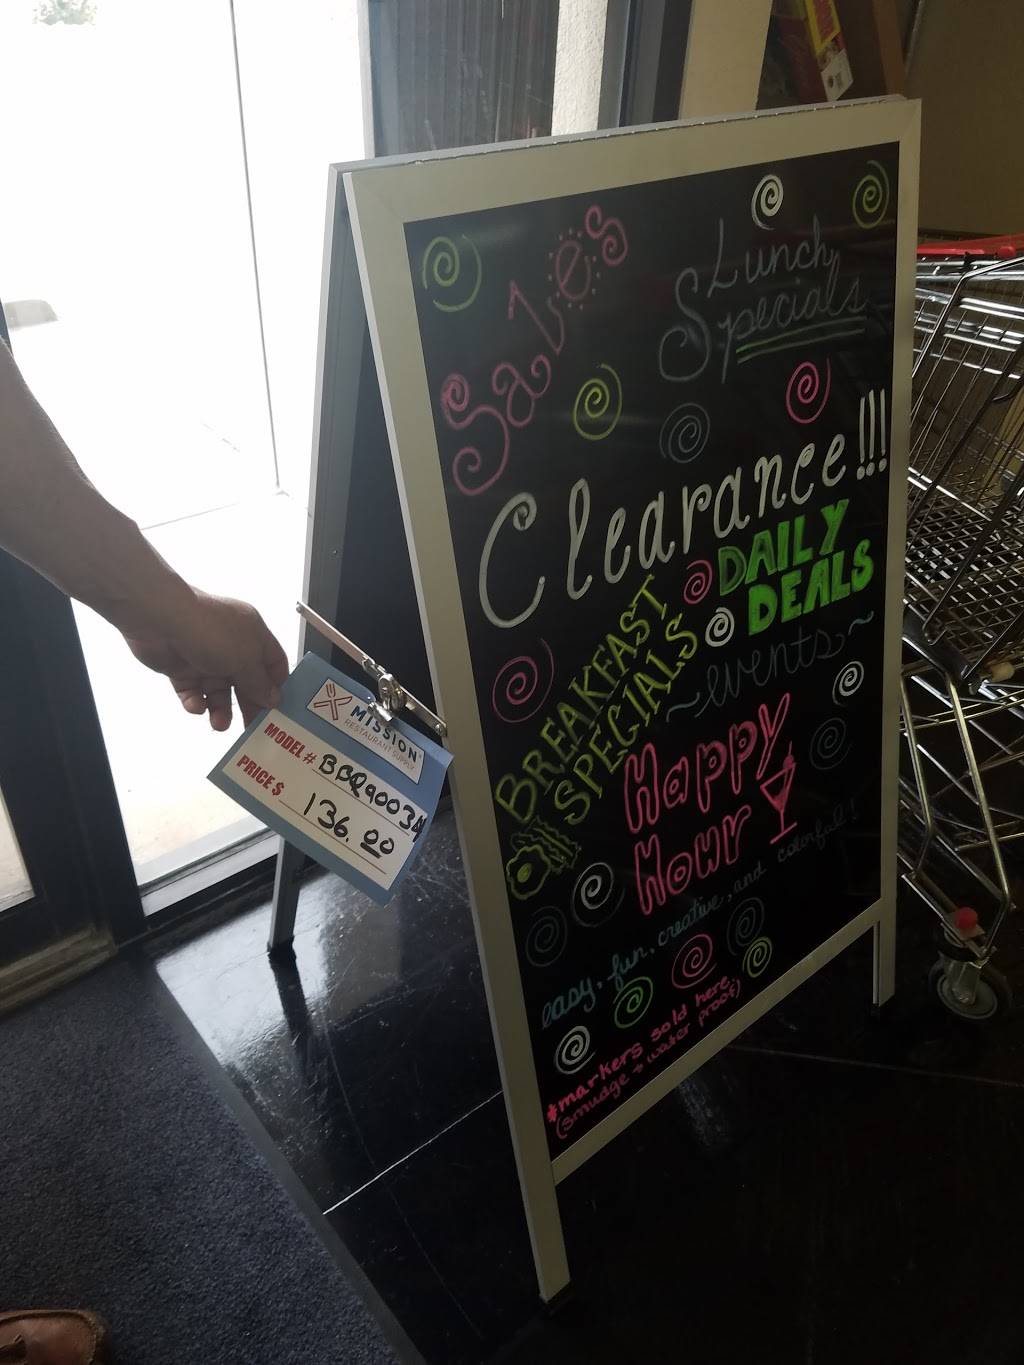 Sales
Lunch
Specials
Clearance!!!
DAILY
DEALS
BREAKFAST
SPECIALS
~events~
Happy
Hour
easy, fun, creative, and colorful!
*markers sold here
(smudge + water proof)
MISSION
RESTAURANT SUPPLY
MODEL#
PRICE $ 136.00